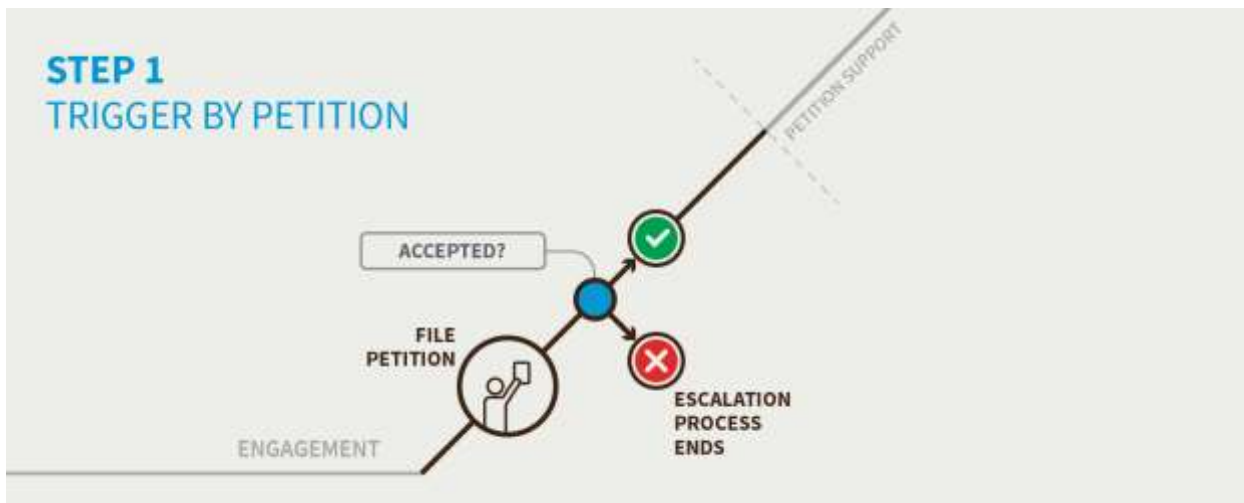 STEP 1
TRIGGER BY PETITION
PETITION SUPPORT
ACCEPTED?
FILE
PETITION
ESCALATION
PROCESS
ENDS
ENGAGEMENT